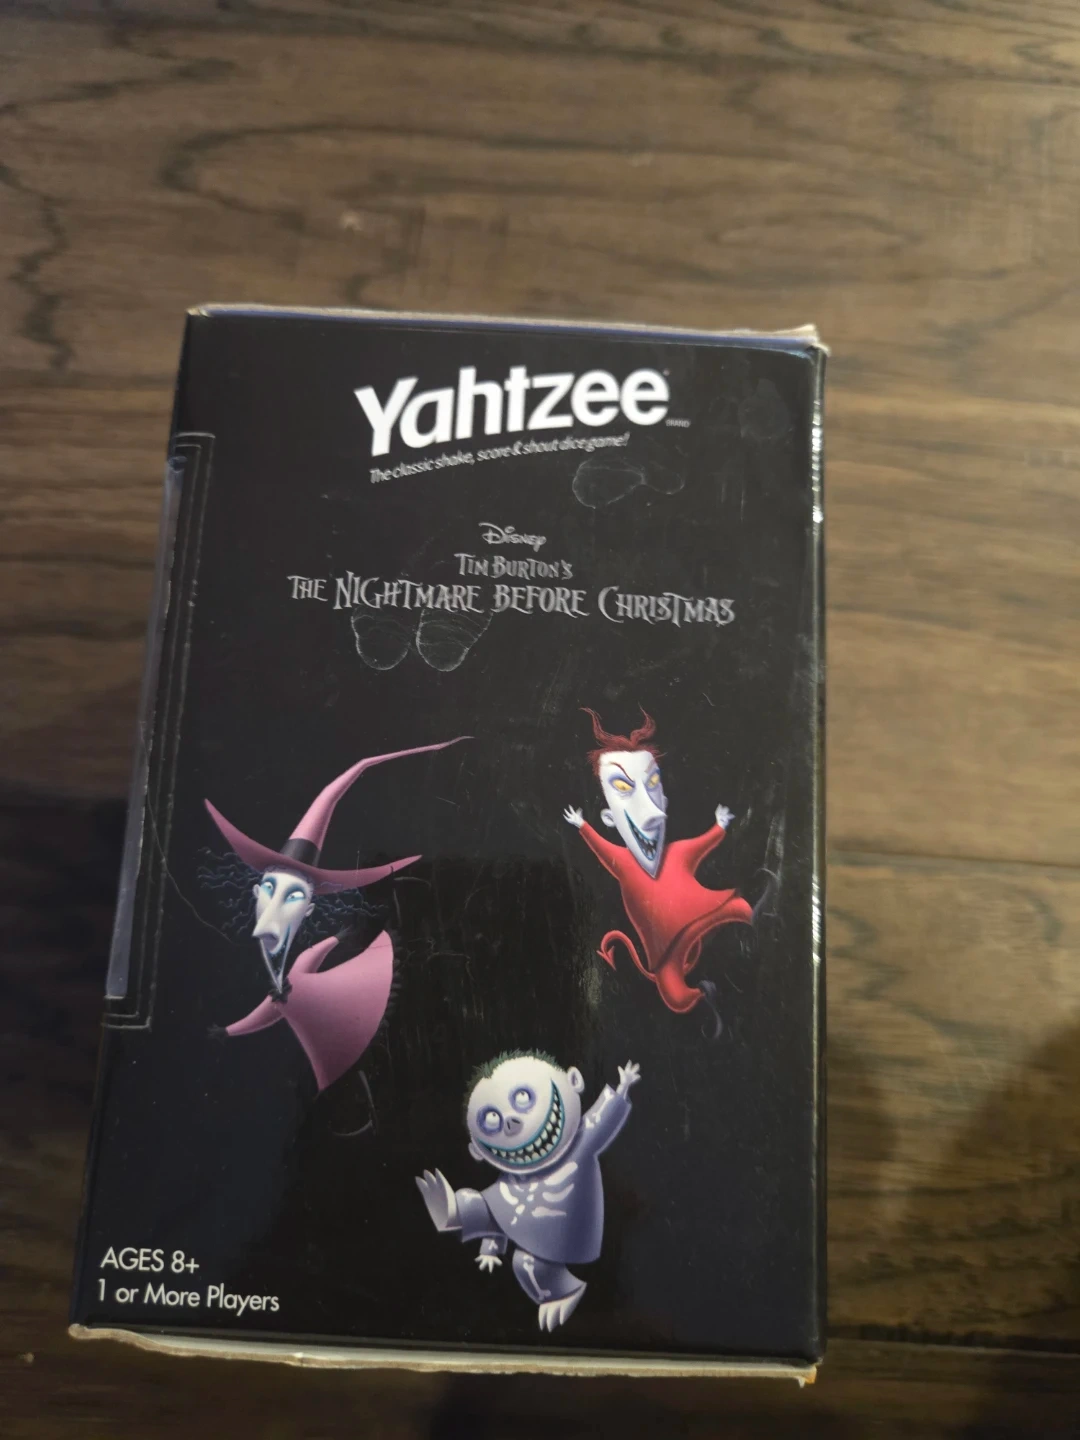 Yahtzee
The classic shake, score & shout dice game!
Disney
TIM BURTON'S
THE NIGHTMARE BEFORE CHRISTMAS
AGES 8+
1 or More Players